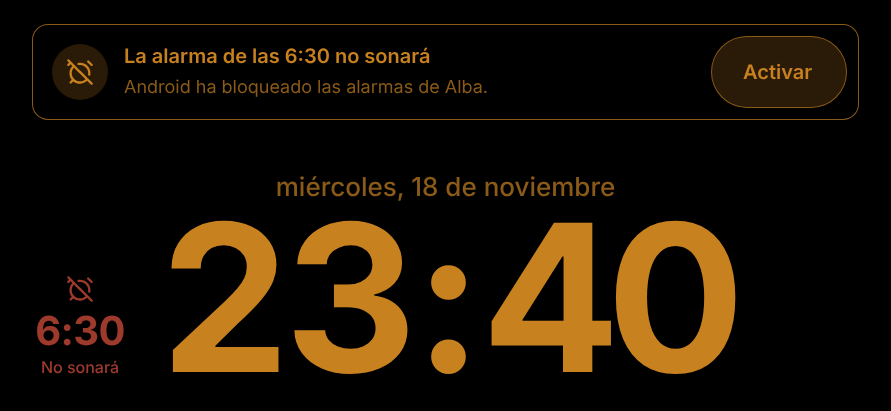 La alarma de las 6:30 no sonará
Android ha bloqueado las alarmas de Alba.
Activar
miércoles, 18 de noviembre
23:40
6:30
No sonará